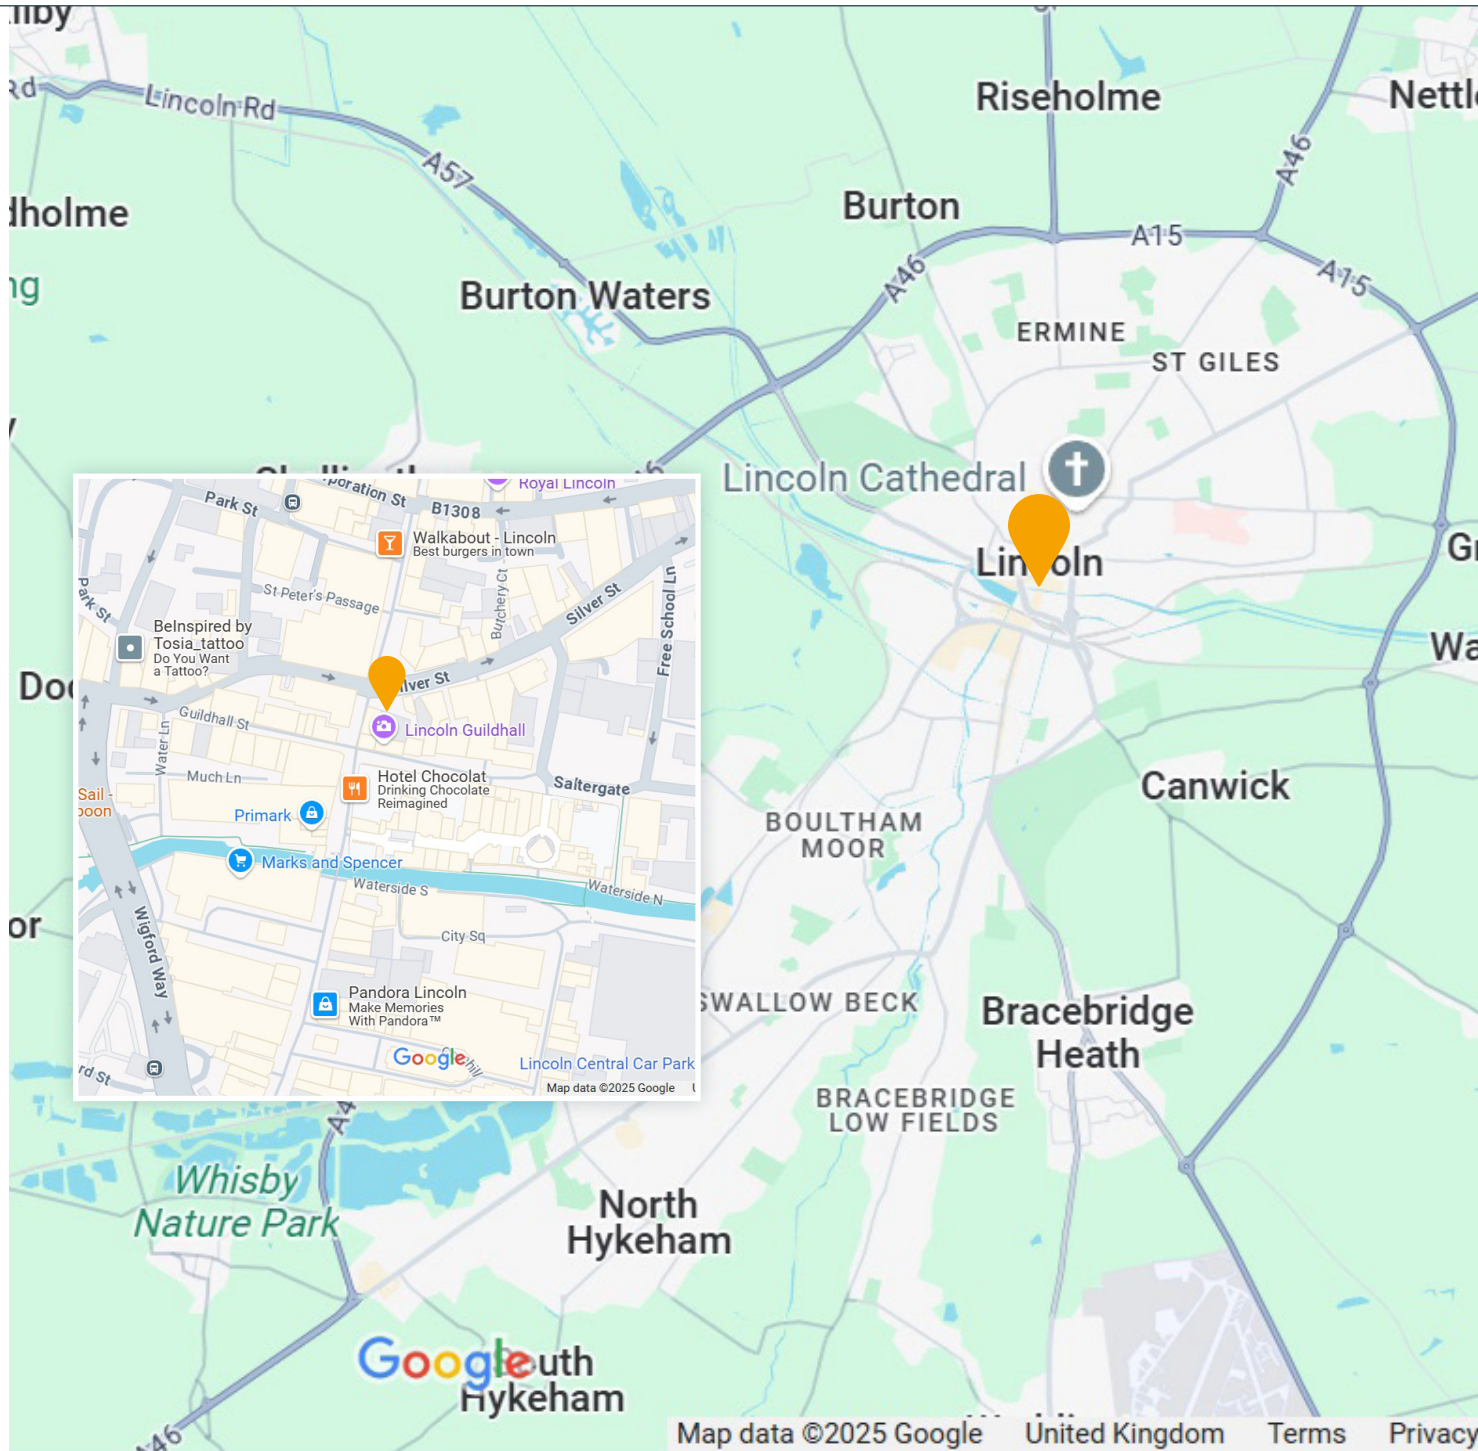 Lincoln Rd
A57
Riseholme
A46
Burton
A15
A46
A15
Burton Waters
ERMINE
ST GILES
Lincoln Cathedral
Lincoln
Canwick
BOULTHAM
MOOR
SWALLOW BECK
Bracebridge
Heath
BRACEBRIDGE
LOW FIELDS
Whisby
Nature Park
North
Hykeham
Hykeham
A46
Google
Map data ©2025 Google
United Kingdom
Terms
Privacy
Park St
B1308
Royal Lincoln
Walkabout - Lincoln
Best burgers in town
Park St
St Peter's Passage
Butchery Ct
Silver St
Free School Ln
BeInspired by
Tosia_tattoo
Do You Want
a Tattoo?
Guildhall St
Water Ln
Lincoln Guildhall
Much Ln
Hotel Chocolat
Drinking Chocolate
Reimagined
Saltergate
Primark
Marks and Spencer
Waterside S
Waterside N
City Sq
Wigford Way
Pandora Lincoln
Make Memories
With Pandora™
Google
Lincoln Central Car Park
Map data ©2025 Google